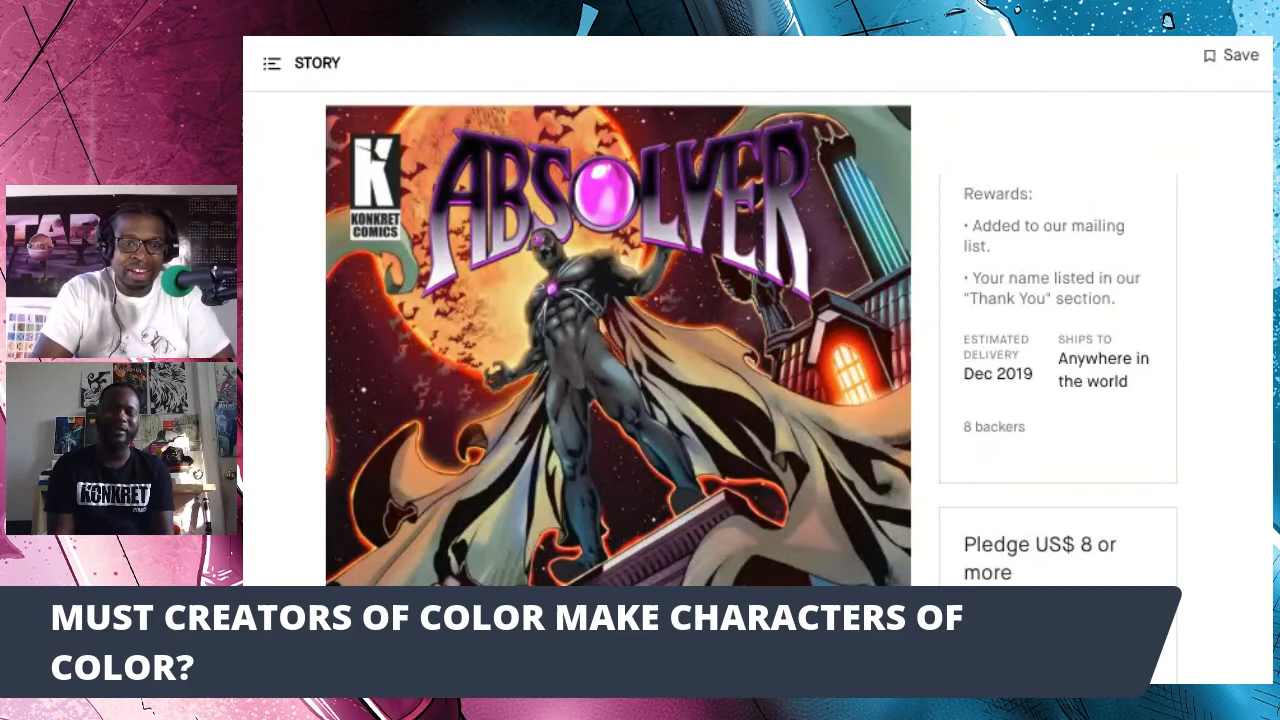 STORY
Save
ABSOLVER
K
KONKRET
COMICS
Rewards:
• Added to our mailing
list.
• Your name listed in our
"Thank You" section.
ESTIMATED
DELIVERY
Dec 2019
SHIPS TO
Anywhere in
the world
8 backers
Pledge US$ 8 or
more
STAR
KONKRET
COMICS
MUST CREATORS OF COLOR MAKE CHARACTERS OF
COLOR?